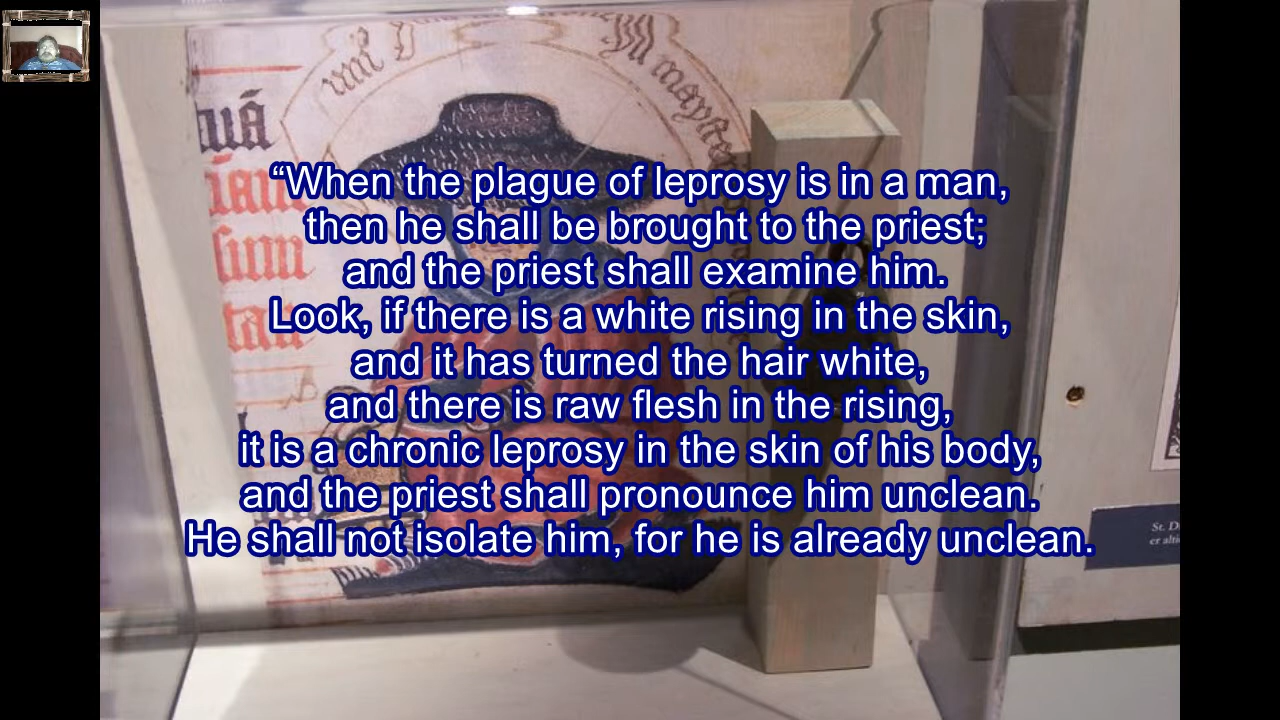 “When the plague of leprosy is in a man,
then he shall be brought to the priest;
and the priest shall examine him.
Look, if there is a white rising in the skin,
and it has turned the hair white,
and there is raw flesh in the rising,
it is a chronic leprosy in the skin of his body,
and the priest shall pronounce him unclean.
He shall not isolate him, for he is already unclean.
St. D
er alti